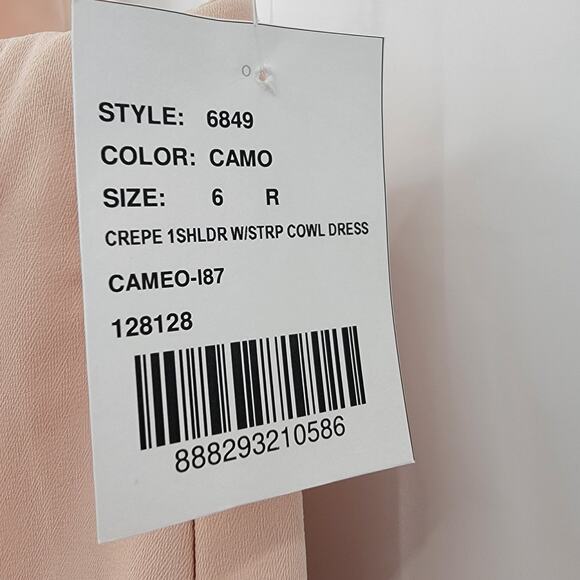 STYLE: 6849
COLOR: CAMO
SIZE: 6 R
CREPE 1SHLDR W/STRP COWL DRESS
CAMEO-I87
128128
888293210586